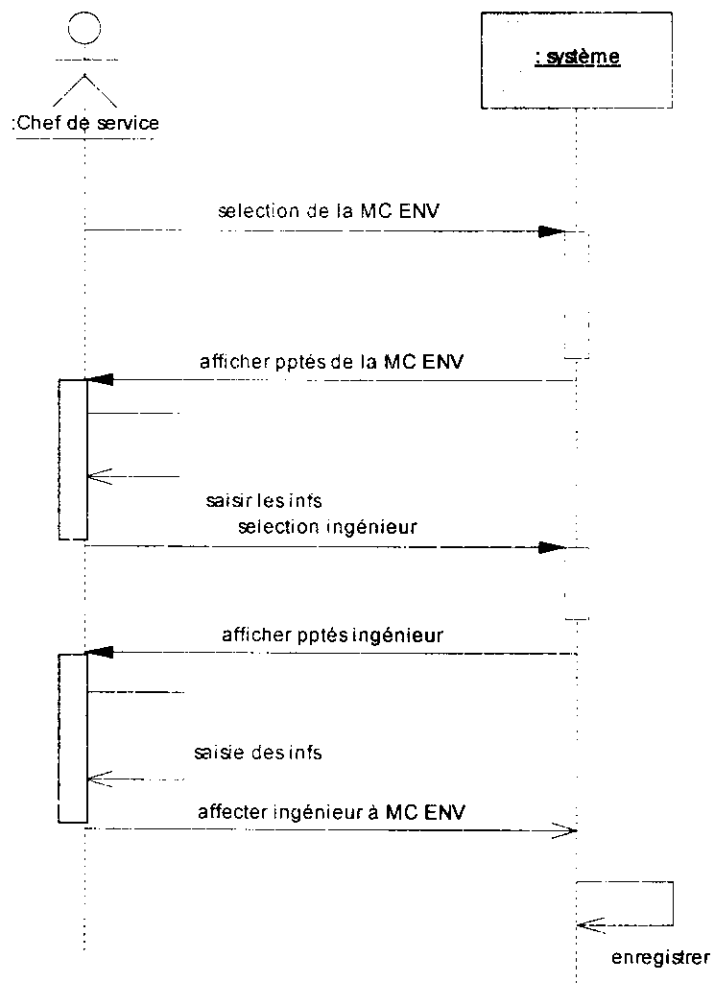 : système
:Chef de service
selection de la MC ENV
afficher pptés de la MC ENV
saisir les infs
selection ingénieur
afficher pptés ingénieur
saisie des infs
affecter ingénieur à MC ENV
enregistrer